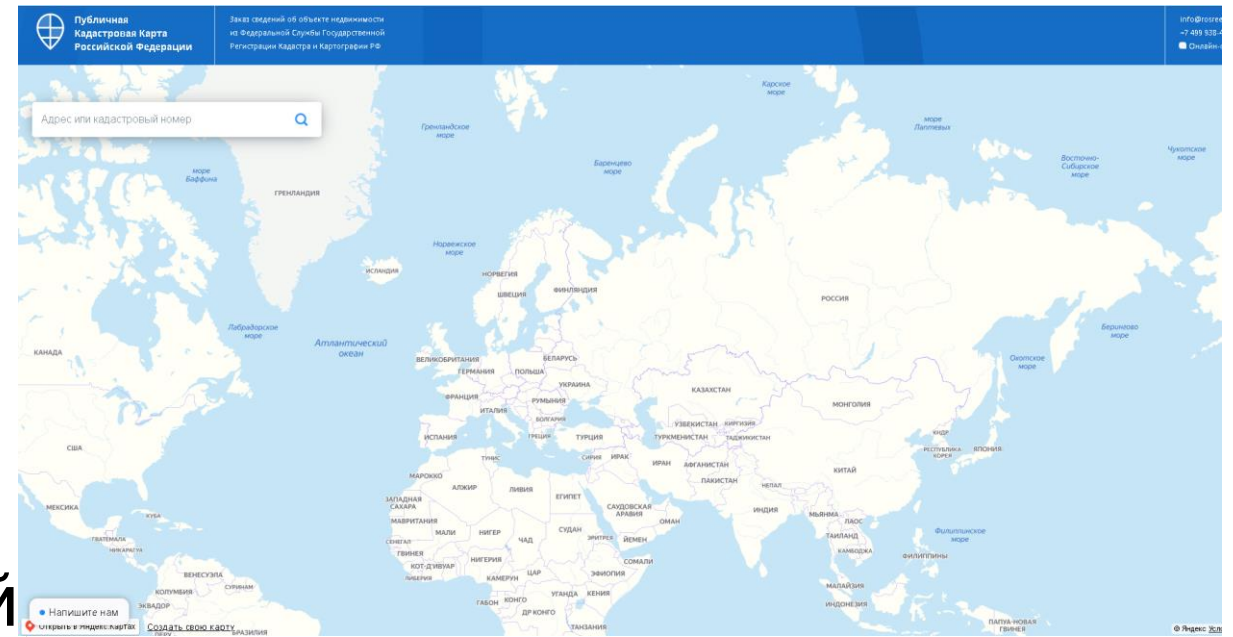 Публичная
Кадастровая Карта
Российской Федерации
Заказ сведений об объекте недвижимости
из Федеральной Службы Государственной
Регистрации Кадастра и Картографии РФ
info@rosree
Онлайн-
Карское
море
Адрес или кадастровый номер
Гренландское
море
море
Лаптевых
Чукотское
море
Баренцево
море
Восточно-
Сибирское
море
море
Баффина
ГРЕНЛАНДИЯ
Норвежское
море
ИСЛАНДИЯ
НОРВЕГИЯ
ШВЕЦИЯ
ФИНЛЯНДИЯ
РОССИЯ
Лабрадорское
море
Берингово
море
Атлантический
океан
Охотское
море
КАНАДА
ВЕЛИКОБРИТАНИЯ
БЕЛАРУСЬ
ГЕРМАНИЯ
ПОЛЬША
УКРАИНА
КАЗАХСТАН
ФРАНЦИЯ
РУМЫНИЯ
МОНГОЛИЯ
ИТАЛИЯ
БОЛГАРИЯ
УЗБЕКИСТАН
КИРГИЗИЯ
ИСПАНИЯ
ГРЕЦИЯ
ТУРЦИЯ
ТУРКМЕНИСТАН
ТАДЖИКИСТАН
КНДР
США
РЕСПУБЛИКА
КОРЕЯ
ЯПОНИЯ
ТУНИС
СИРИЯ
ИРАК
ИРАН
АФГАНИСТАН
КИТАЙ
МАРОККО
ПАКИСТАН
НЕПАЛ
АЛЖИР
ЛИВИЯ
ЕГИПЕТ
ЗАПАДНАЯ
САХАРА
САУДОВСКАЯ
АРАВИЯ
МЕКСИКА
КУБА
ИНДИЯ
МЬЯНМА
ЛАОС
МАВРИТАНИЯ
ОМАН
МАЛИ
НИГЕР
ЧАД
СУДАН
ЭРИТРЕЯ
ЙЕМЕН
ТАИЛАНД
Филиппинское
море
ГВАТЕМАЛА
НИКАРАГУА
СЕНЕГАЛ
ГВИНЕЯ
КАМБОДЖА
ФИЛИППИНЫ
КОТ-Д'ИВУАР
НИГЕРИЯ
СОМАЛИ
ВЕНЕСУЭЛА
ЛИБЕРИЯ
КАМЕРУН
ЦАР
ЭФИОПИЯ
КОЛУМБИЯ
СУРИНАМ
МАЛАЙЗИЯ
УГАНДА
КЕНИЯ
ГАБОН
КОНГО
ИНДОНЕЗИЯ
ЭКВАДОР
ДР КОНГО
й
Напишите нам
ПАПУА-НОВАЯ
ГВИНЕЯ
Открыть в Яндекс.Картах
Создать свою карту
ПЕРУ
БРАЗИЛИЯ
ТАНЗАНИЯ
© Яндекс